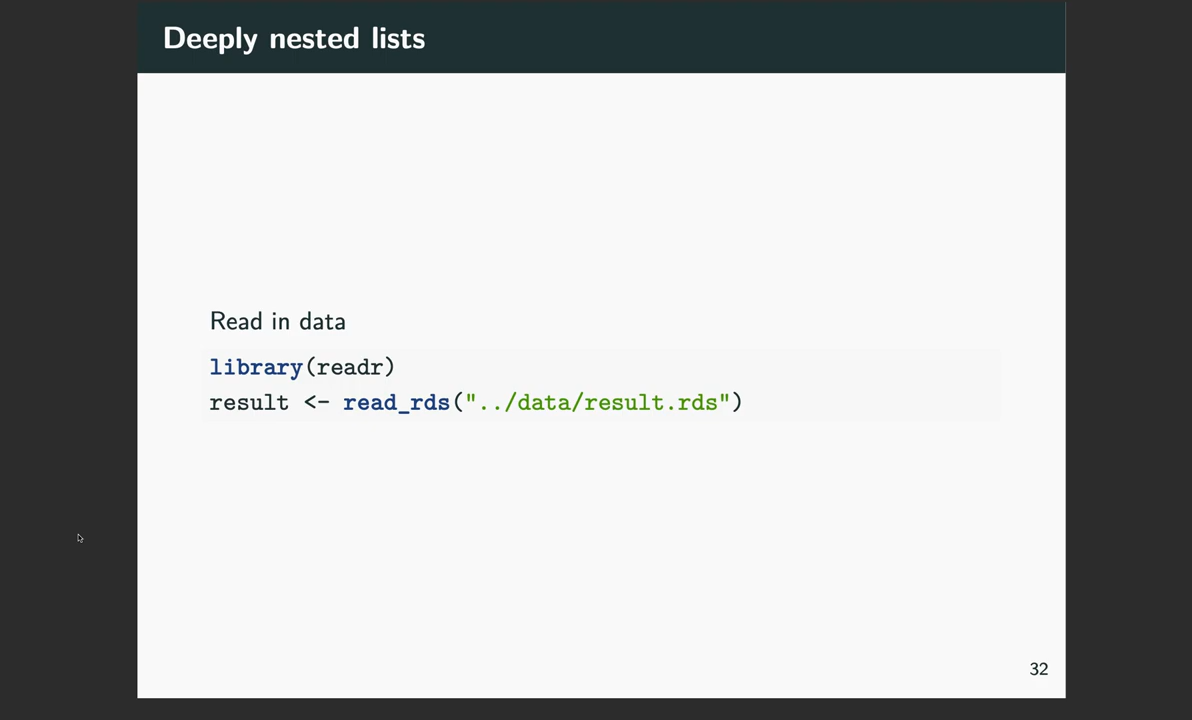 Deeply nested lists
Read in data
library(readr)
result <- read_rds("../data/result.rds")
32